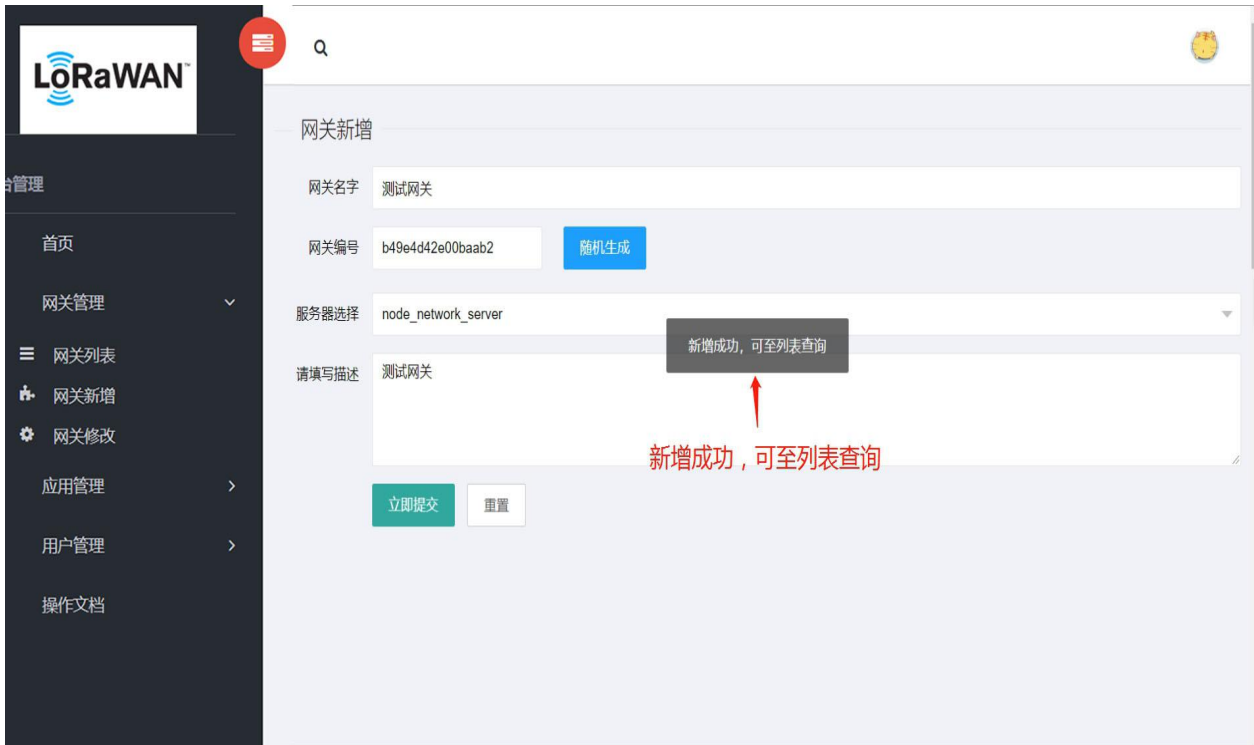 LoRaWAN™
台管理
首页
网关管理
网关列表
网关新增
网关修改
应用管理
用户管理
操作文档
网关新增
网关名字 测试网关
网关编号 b49e4d42e00baab2 随机生成
服务器选择 node_network_server
新增成功,可至列表查询
请填写描述 测试网关
新增成功,可至列表查询
立即提交 重置